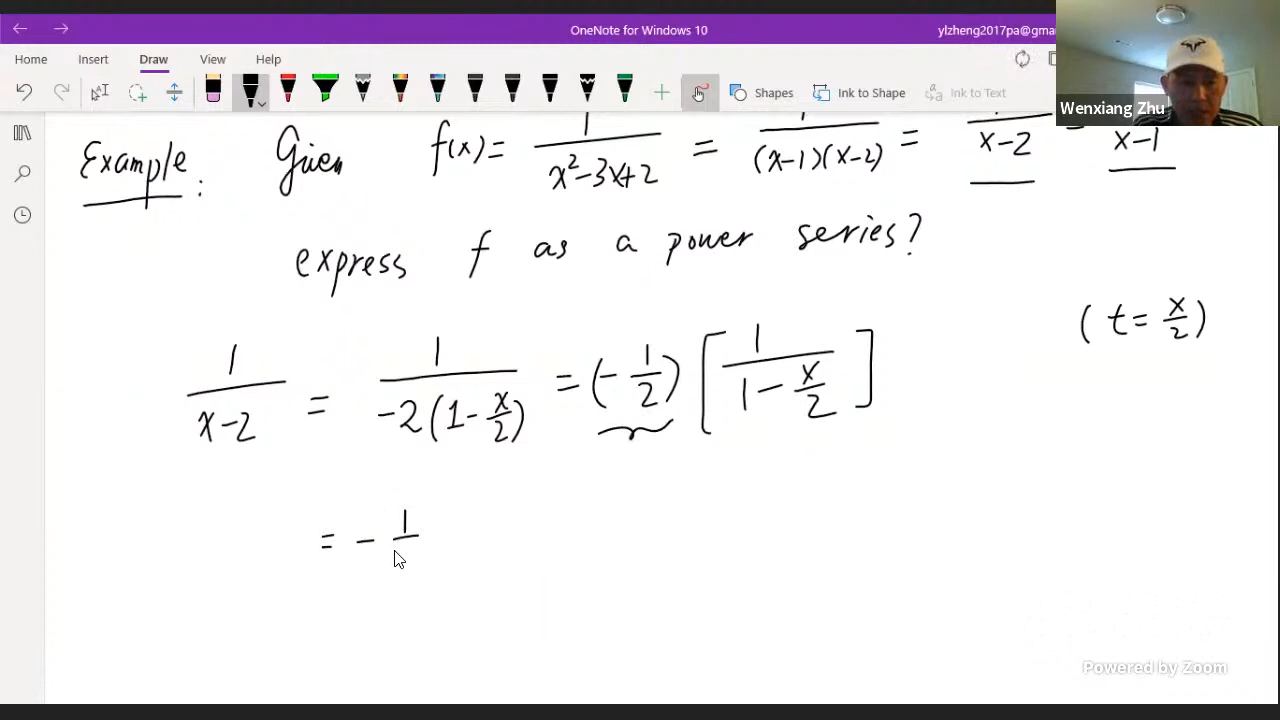 OneNote for Windows 10
ylzheng2017pa@gma
Home Insert Draw View Help
Shapes Ink to Shape Ink to Text
Wenxiang Zhu
Example: Given f(x) = 1/(x²-3x+2) = 1/((x-1)(x-2)) = 1/(x-2) - 1/(x-1)
express f as a power series?
(t = x/2)
1/(x-2) = 1/(-2(1-x/2)) = (-1/2) [1/(1-x/2)]
= - 1
Powered by Zoom